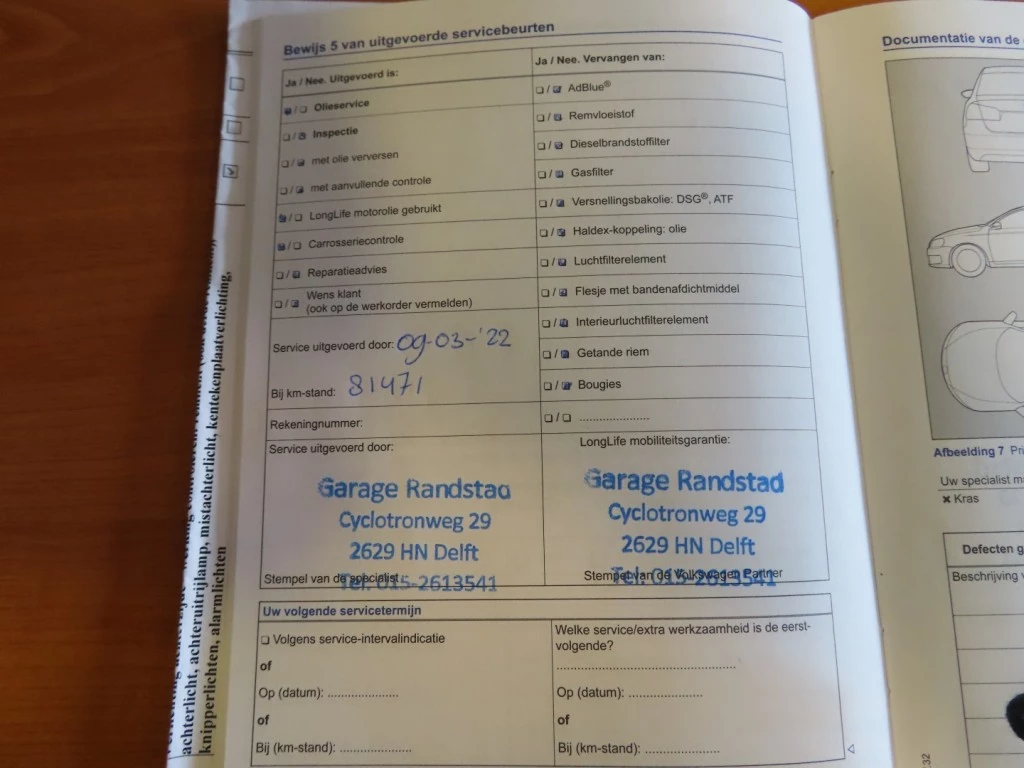 Bewijs 5 van uitgevoerde servicebeurten
Ja / Nee. Uitgevoerd is:
Olieservice
Inspectie
met olie verversen
met aanvullende controle
LongLife motorolie gebruikt
Carrosseriecontrole
Reparatieadvies
Wens klant
(ook op de werkorder vermelden)
Service uitgevoerd door: 09-03-'22
Bij km-stand: 81471
Rekeningnummer:
Service uitgevoerd door:
Garage Randstad
Cyclotronweg 29
2629 HN Delft
Tel. 015-2613541
Stempel van de specialist
Ja / Nee. Vervangen van:
AdBlue®
Remvloeistof
Dieselbrandstoffilter
Gasfilter
Versnellingsbakolie: DSG®, ATF
Haldex-koppeling: olie
Luchtfilterelement
Flesje met bandenafdichtmiddel
Interieurluchtfilterelement
Getande riem
Bougies
....................
LongLife mobiliteitsgarantie:
Garage Randstad
Cyclotronweg 29
2629 HN Delft
Tel. 015-2613541
Stempel van de Volkswagen Partner
Uw volgende servicetermijn
Volgens service-intervalindicatie
of
Op (datum): ....................
of
Bij (km-stand): ....................
Welke service/extra werkzaamheid is de eerst-
volgende?
..................................................
Op (datum): .....................
of
Bij (km-stand): .....................
achterlicht, achteruitrijlamp, mistachterlicht, kentekenplaatverlichting,
knipperlichten, alarmlichten
Documentatie van de
Afbeelding 7
Uw specialist
× Kras
Defecten
Beschrijving